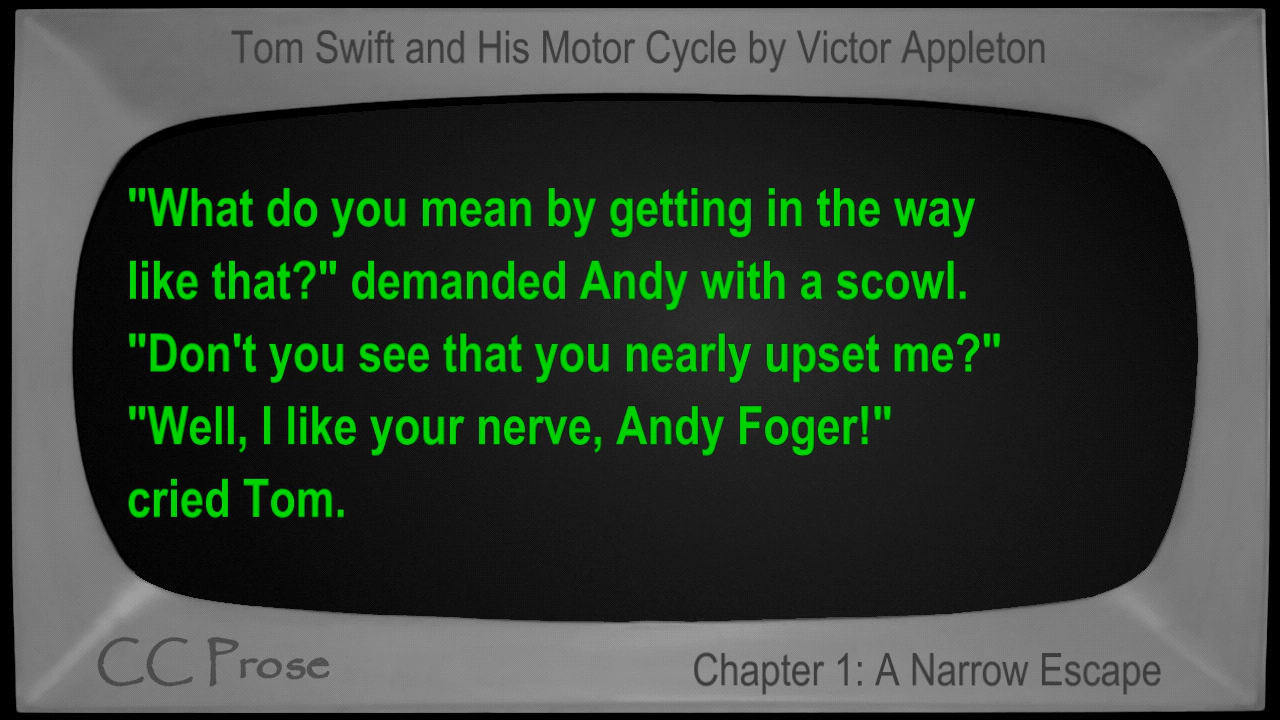 Tom Swift and His Motor Cycle by Victor Appleton
"What do you mean by getting in the way
like that?" demanded Andy with a scowl.
"Don't you see that you nearly upset me?"
"Well, I like your nerve, Andy Foger!"
cried Tom.
CC Prose
Chapter 1: A Narrow Escape